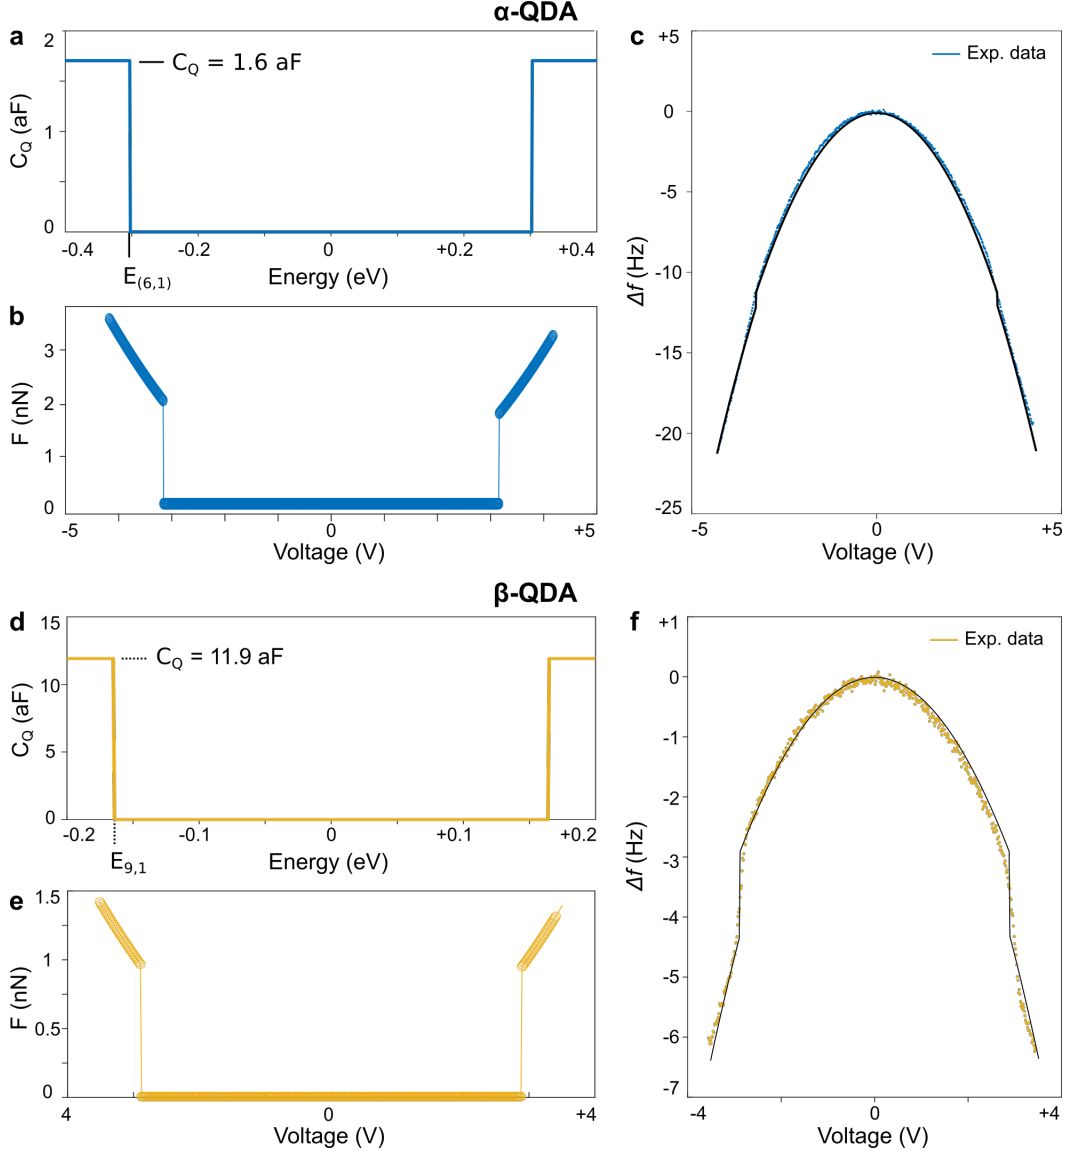 α-QDA
a
2
1
0
C_Q (aF)
C_Q = 1.6 aF
-0.4
-0.2
0
+0.2
+0.4
E_(6,1)
Energy (eV)
b
3
2
1
0
F (nN)
-5
0
+5
Voltage (V)
c
+5
0
-5
-10
-15
-20
-25
Δf (Hz)
Exp. data
-5
0
+5
Voltage (V)
β-QDA
d
15
10
5
0
C_Q (aF)
C_Q = 11.9 aF
-0.2
-0.1
0
+0.1
+0.2
E_9,1
Energy (eV)
e
1.5
1
0.5
0
F (nN)
4
0
+4
Voltage (V)
f
+1
0
-1
-2
-3
-4
-5
-6
-7
Δf (Hz)
Exp. data
-4
0
+4
Voltage (V)